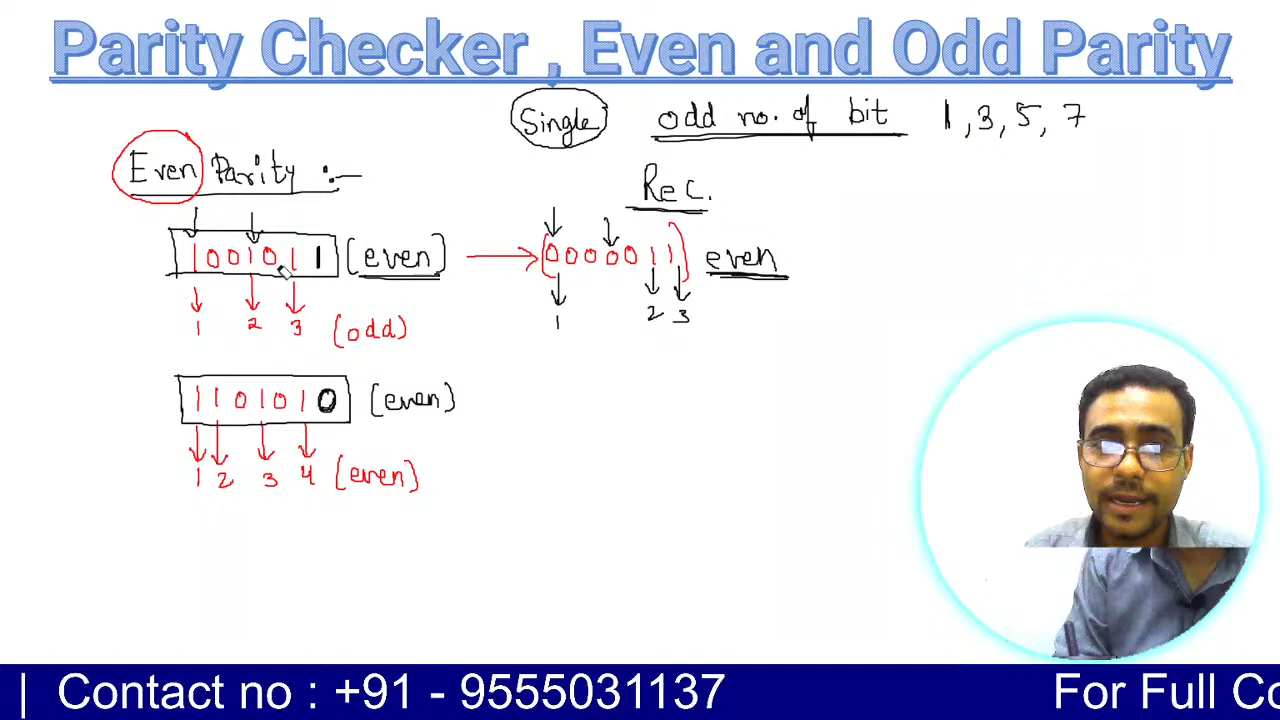 Parity Checker , Even and Odd Parity
Single odd no. of bit 1, 3, 5, 7
Even Parity :-
Rec.
1001011 (even) → (0000011) even
1 2 3 (odd)
1 2 3
1101010 (even)
1 2 3 4 (even)
| Contact no : +91 - 9555031137 For Full Co